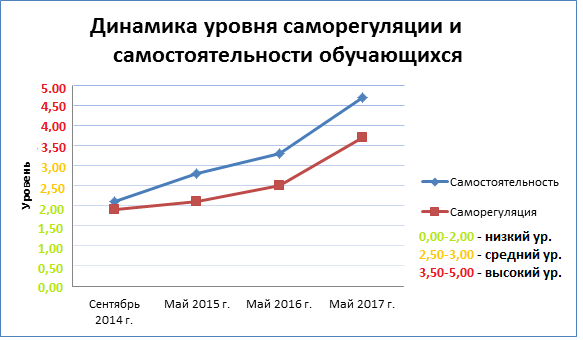 Динамика уровня саморегуляции и
самостоятельности обучающихся
Уровень
5.00
4,50
4,00
3,50
3,00
2,50
2,00
1,50
1,00
0,50
0,00
Сентябрь
2014 г.
Май 2015 г.
Май 2016 г.
Май 2017 г.
Самостоятельность
Саморегуляция
0,00-2,00 - низкий ур.
2,50-3,00 - средний ур.
3,50-5,00 - высокий ур.